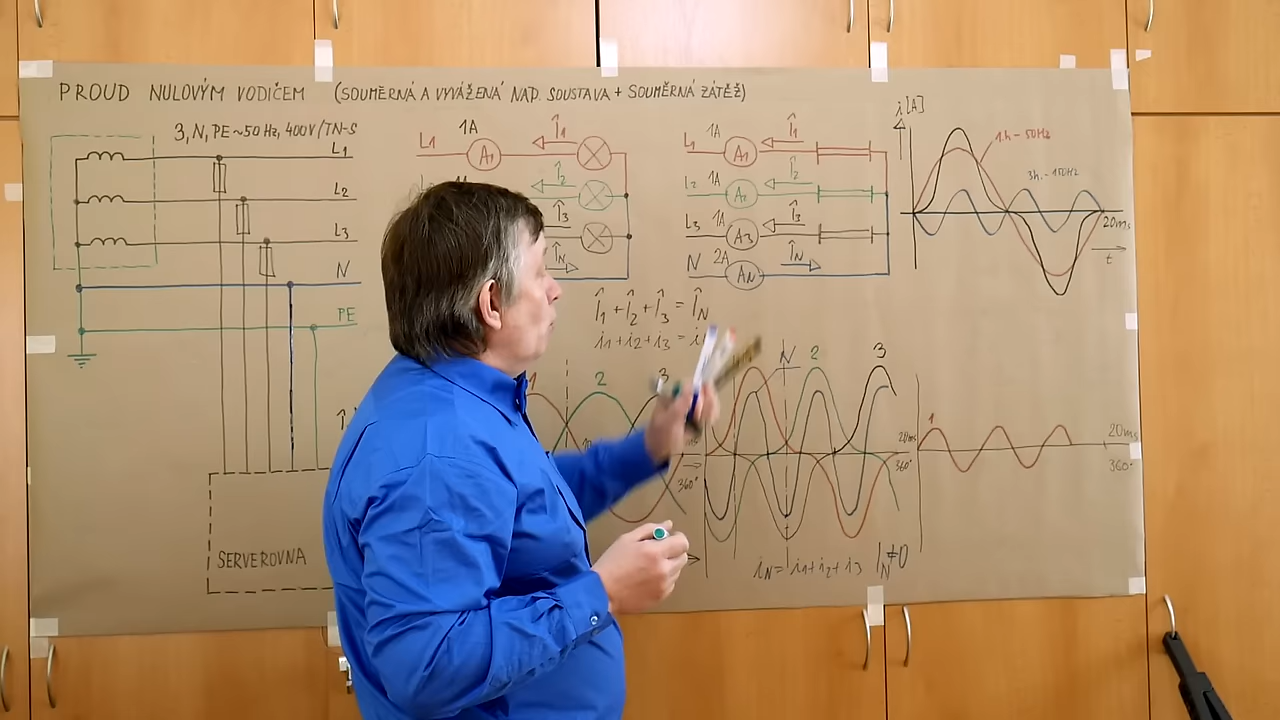 PROUD NULOVÝM VODIČEM (SOUMĚRNÁ A VYVÁŽENÁ NAP. SOUSTAVA + SOUMĚRNÁ ZÁTĚŽ)
3, N, PE ~ 50 Hz, 400V/TN-S
L1
L2
L3
N
PE
SERVEROVNA
L1 1A A1 Î1
Î2
Î3
ÎN
L1 1A A1 Î1
L2 1A A2 Î2
L3 1A A3 Î3
N 2A AN ÎN
Î1 + Î2 + Î3 = ÎN
i1 + i2 + i3 =
i [A]
1.h - 50Hz
3h. - 150Hz
20ms
t
1 2 3
360°
N 2 3
20ms
360°
iN = i1 + i2 + i3 IN ≠ 0
1
20ms
360°